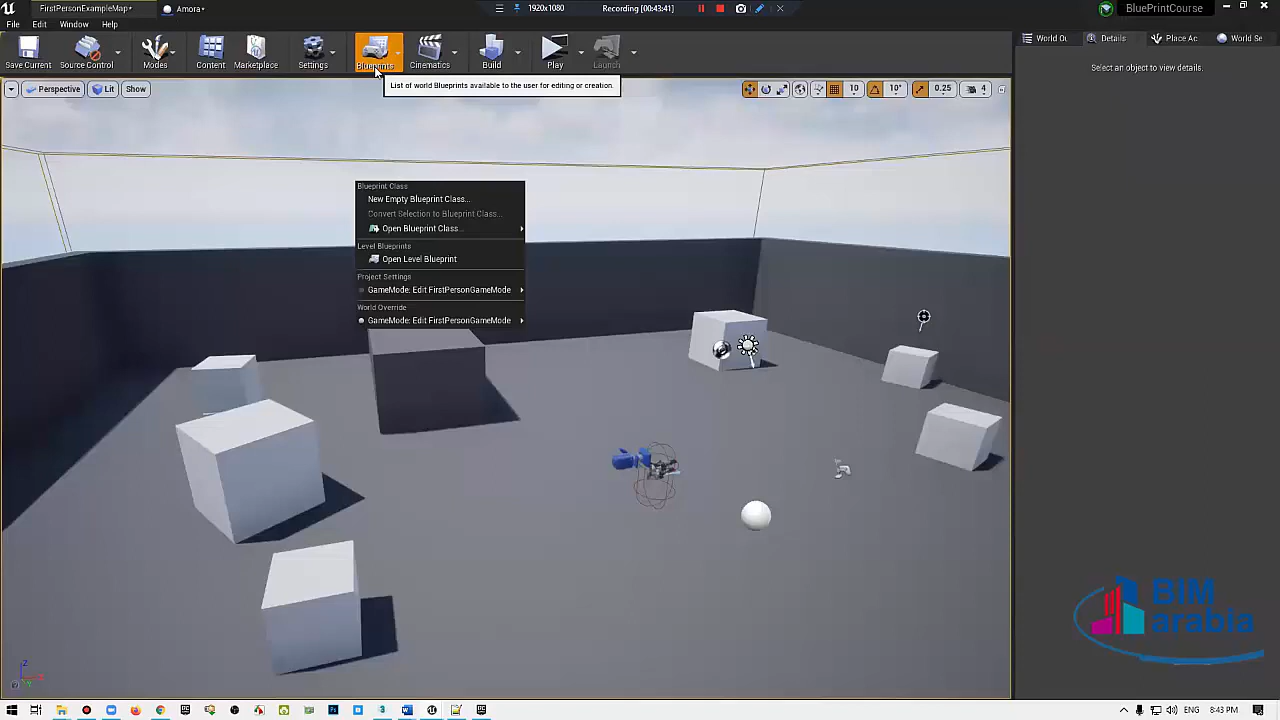 FirstPersonExampleMap*
Amora*
1920x1080
Recording [00:43:41]
BluePrintCourse
File Edit Window Help
Save Current
Source Control
Modes
Content
Marketplace
Settings
Blueprints
Cinematics
Build
Play
Launch
World Ou
Details
Place Ac
World Se
Select an object to view details
List of world Blueprints available to the user for editing or creation.
Perspective
Lit
Show
10
10°
0.25
4
Blueprint Class
New Empty Blueprint Class...
Convert Selection to Blueprint Class...
Open Blueprint Class...
Level Blueprints
Open Level Blueprint
Project Settings
GameMode: Edit FirstPersonGameMode
World Override
GameMode: Edit FirstPersonGameMode
BIM
arabia
Z
ENG
8:43 PM